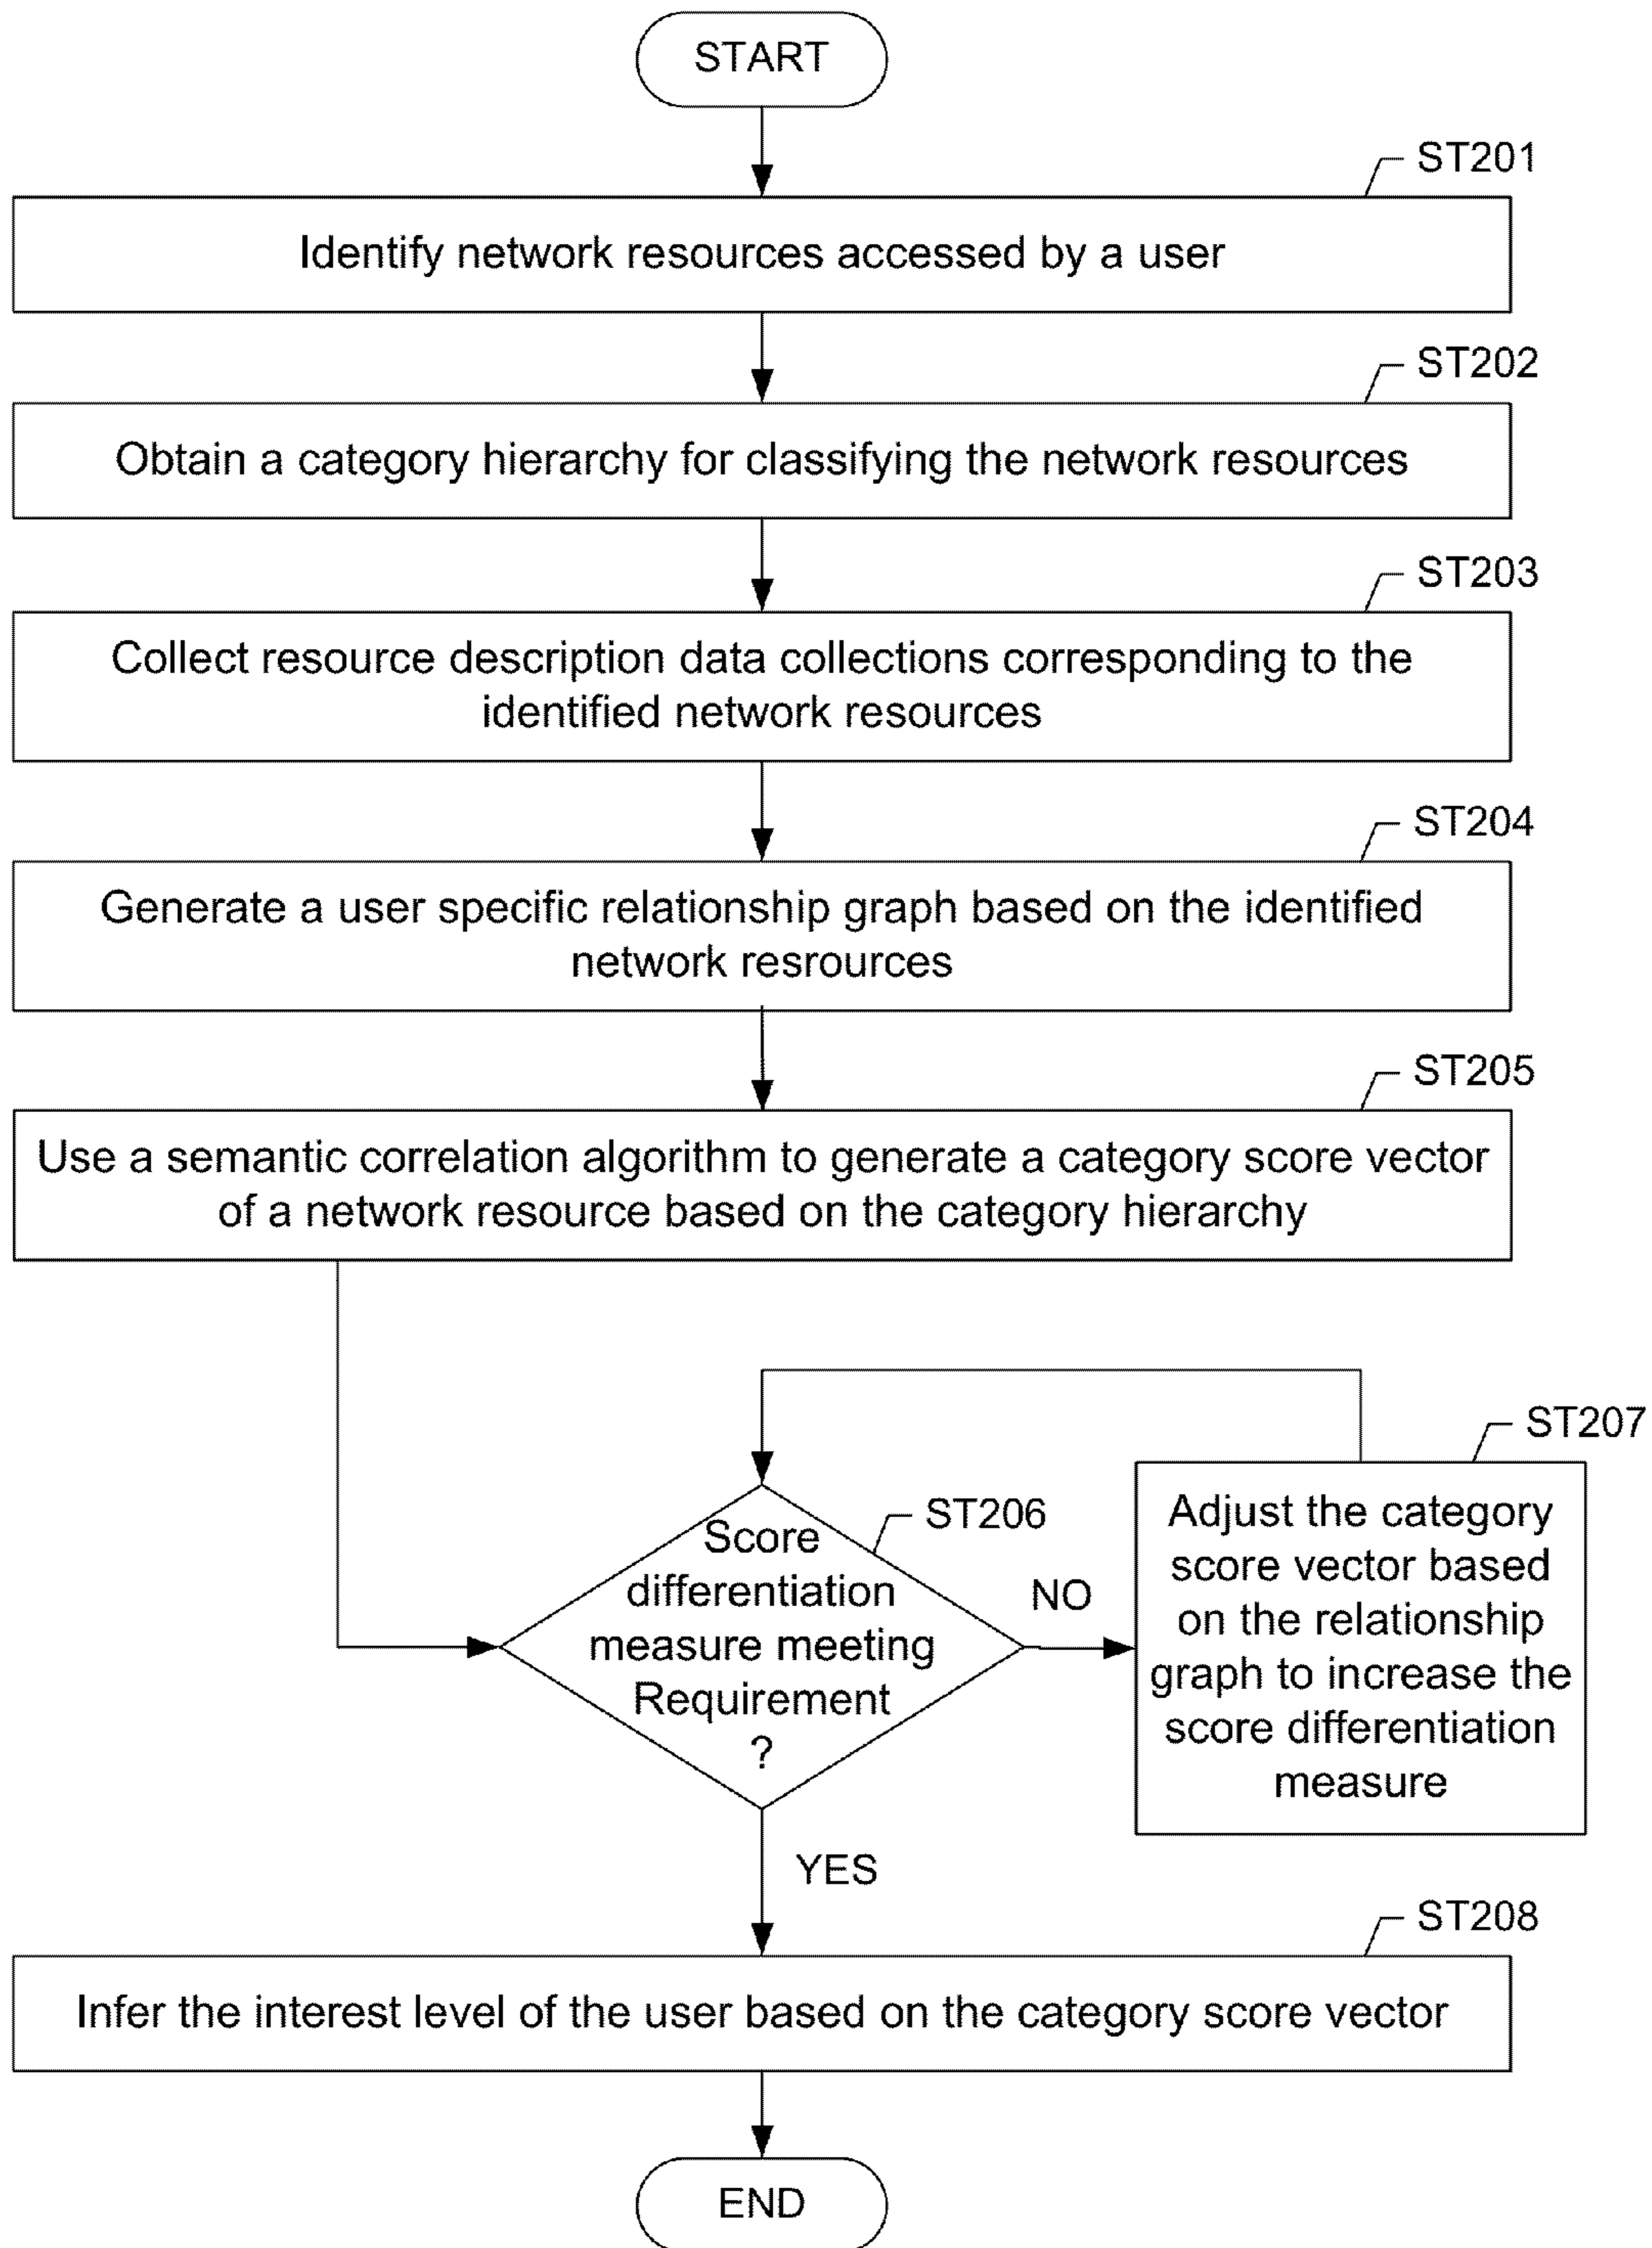 START
ST201
Identify network resources accessed by a user
ST202
Obtain a category hierarchy for classifying the network resources
ST203
Collect resource description data collections corresponding to the
identified network resources
ST204
Generate a user specific relationship graph based on the identified
network resrources
ST205
Use a semantic correlation algorithm to generate a category score vector
of a network resource based on the category hierarchy
ST206
Score
differentiation
measure meeting
Requirement
?
NO
ST207
Adjust the category
score vector based
on the relationship
graph to increase the
score differentiation
measure
YES
ST208
Infer the interest level of the user based on the category score vector
END